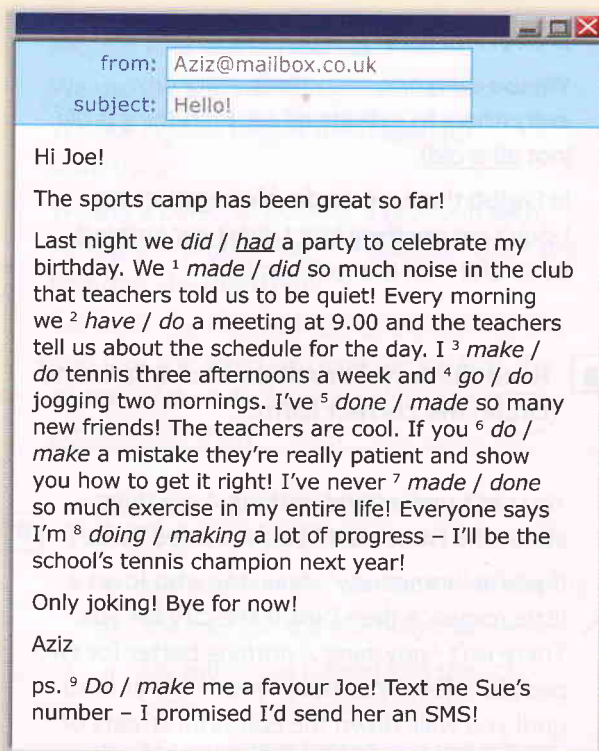 from: Aziz@mailbox.co.uk
subject: Hello!
Hi Joe!
The sports camp has been great so far!
Last night we did / had a party to celebrate my
birthday. We 1 made / did so much noise in the club
that teachers told us to be quiet! Every morning
we 2 have / do a meeting at 9.00 and the teachers
tell us about the schedule for the day. I 3 make /
do tennis three afternoons a week and 4 go / do
jogging two mornings. I've 5 done / made so many
new friends! The teachers are cool. If you 6 do /
make a mistake they're really patient and show
you how to get it right! I've never 7 made / done
so much exercise in my entire life! Everyone says
I'm 8 doing / making a lot of progress – I'll be the
school's tennis champion next year!
Only joking! Bye for now!
Aziz
ps. 9 Do / make me a favour Joe! Text me Sue's
number – I promised I'd send her an SMS!